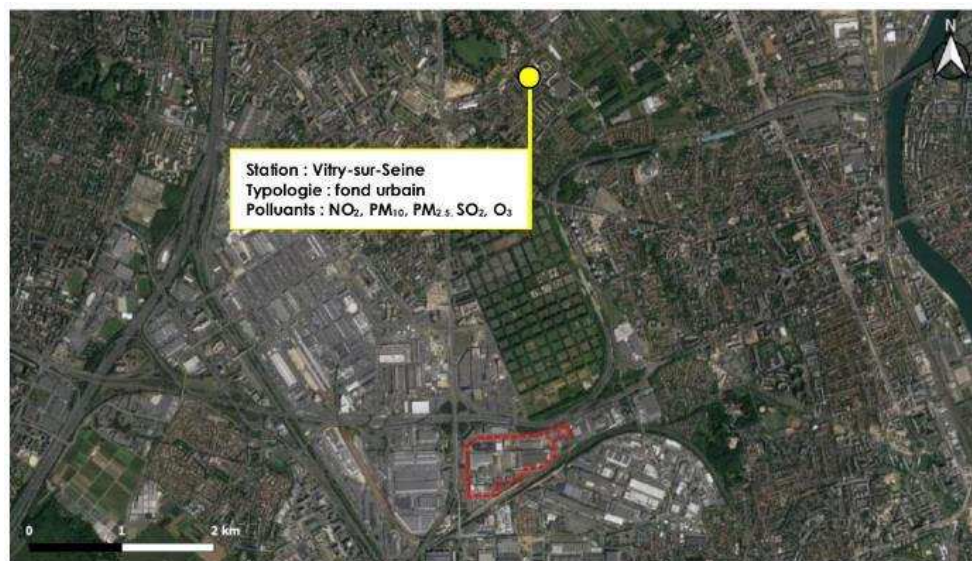 N
Station : Vitry-sur-Seine
Typologie : fond urbain
Polluants : NO₂, PM₁₀, PM₂.₅, SO₂, O₃
0 1 2 km